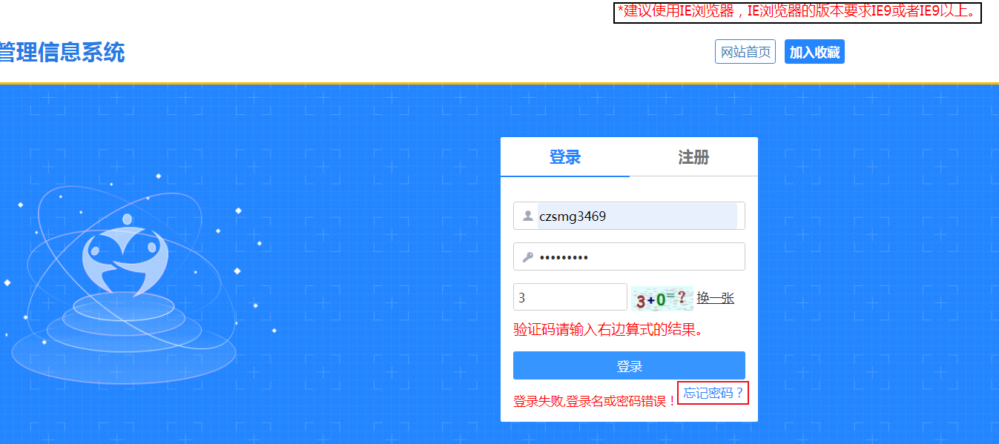 *建议使用IE浏览器，IE浏览器的版本要求IE9或者IE9以上。
管理信息系统
网站首页
加入收藏
登录
注册
czsmg3469
•••••••••
3
3+0=?
换一张
验证码请输入右边算式的结果。
登录
忘记密码？
登录失败,登录名或密码错误！